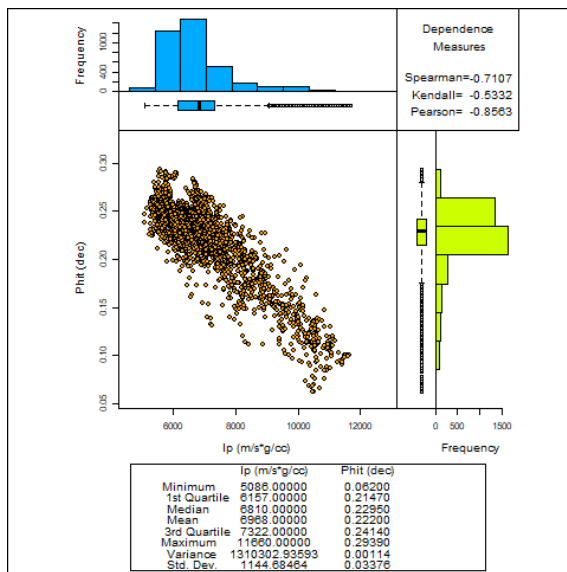 Frequency
0
400
1000
Dependence
Measures
Spearman=-0.7107
Kendall= -0.5332
Pearson= -0.8563
Phit (dec)
0.05
0.10
0.15
0.20
0.25
0.30
6000 8000 10000 12000
Ip (m/s*g/cc)
0 500 1500
Frequency
Ip (m/s*g/cc) Phit (dec)
Minimum 5086.00000 0.06200
1st Quartile 6157.00000 0.21470
Median 6810.00000 0.22950
Mean 6968.00000 0.22200
3rd Quartile 7322.00000 0.24140
Maximum 11660.00000 0.29390
Variance 1310302.93593 0.00114
Std. Dev. 1144.68464 0.03376